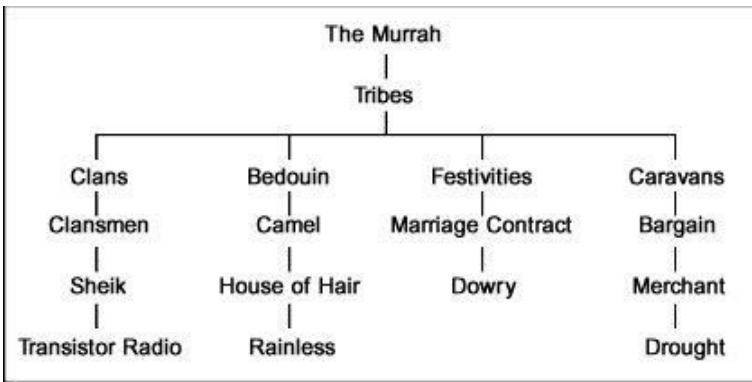 The Murrah
Tribes
Clans Bedouin Festivities Caravans
Clansmen Camel Marriage Contract Bargain
Sheik House of Hair Dowry Merchant
Transistor Radio Rainless Drought